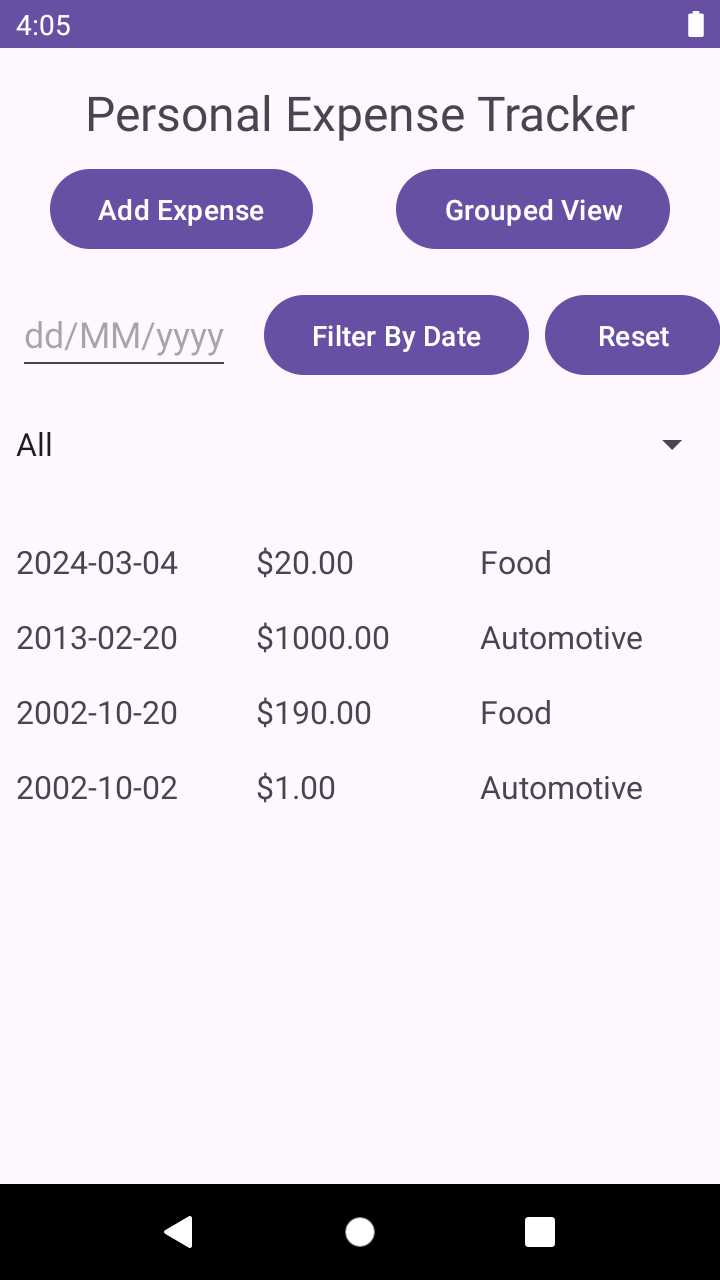 4:05
Personal Expense Tracker
Add Expense Grouped View
dd/MM/yyyy Filter By Date Reset
All
2024-03-04 $20.00 Food
2013-02-20 $1000.00 Automotive
2002-10-20 $190.00 Food
2002-10-02 $1.00 Automotive